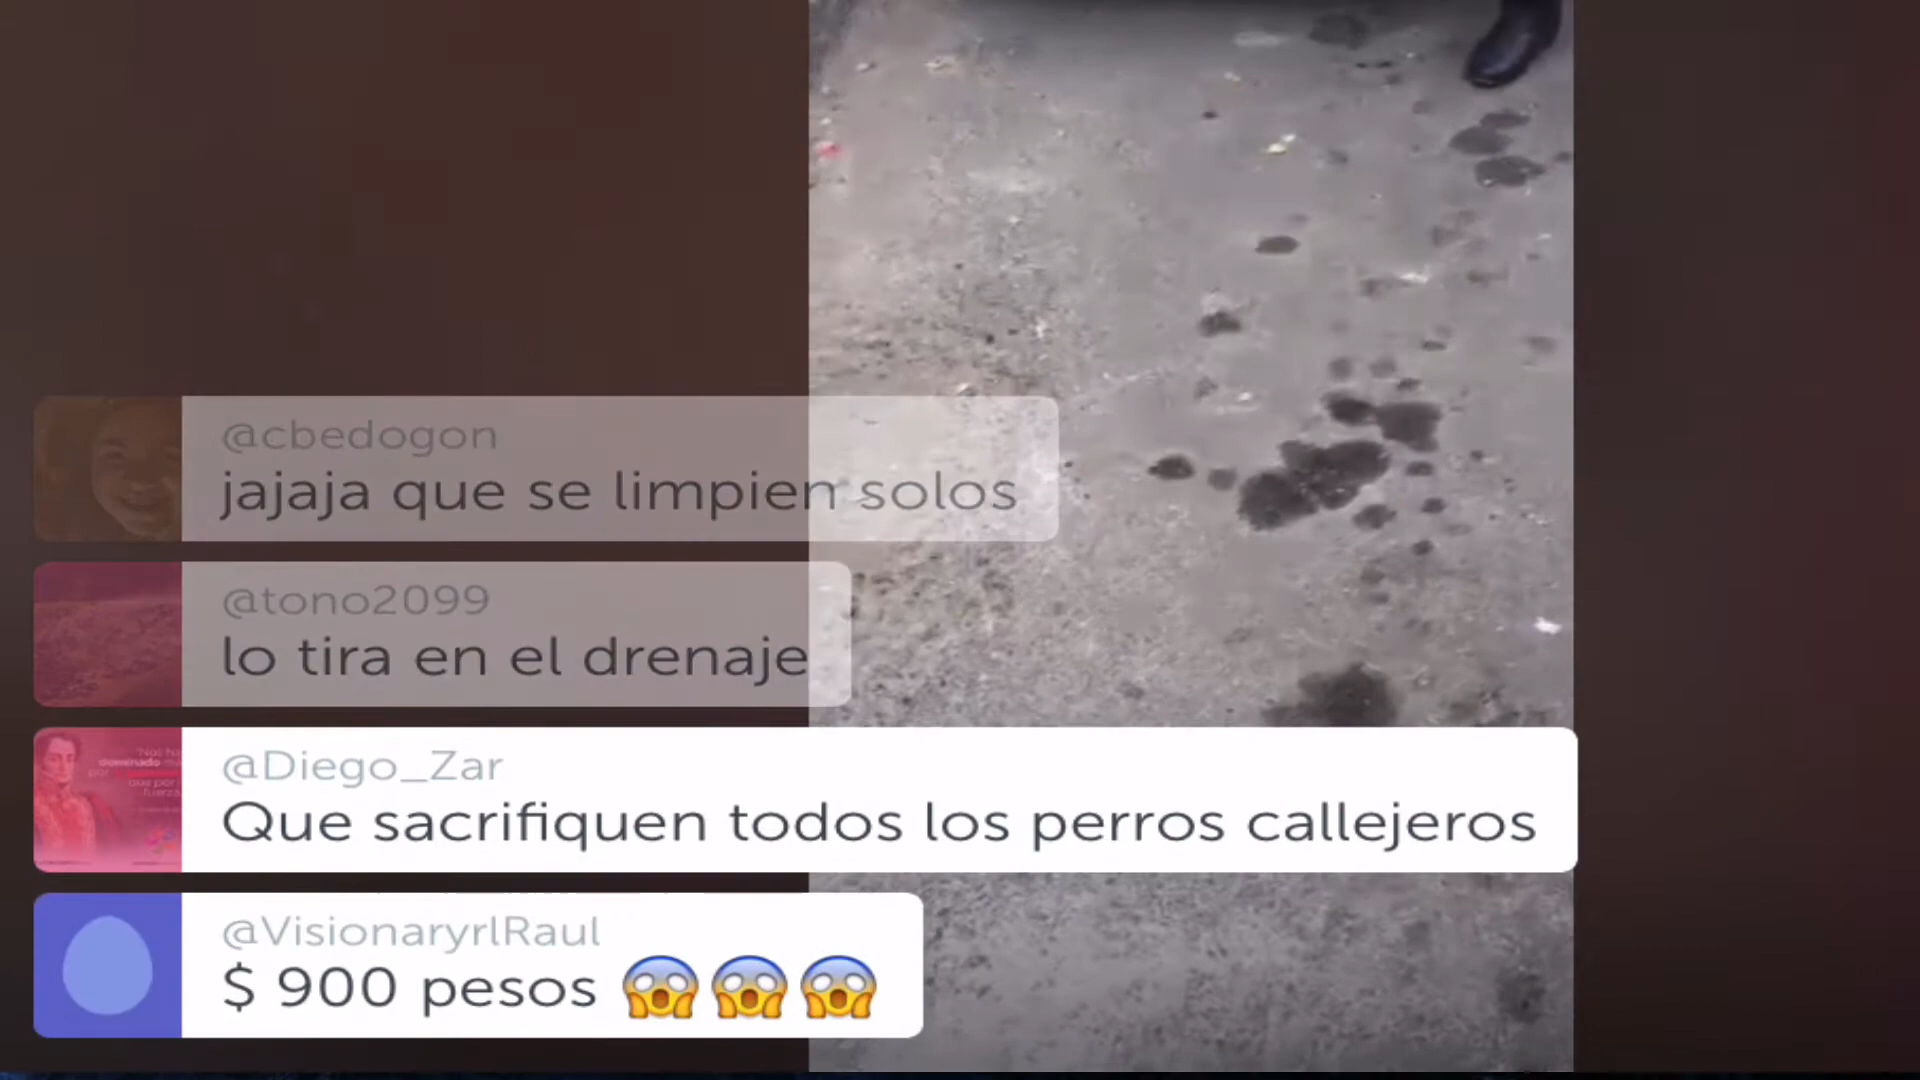 @cbedogon
jajaja que se limpien solos
@tono2099
lo tira en el drenaje
dominado
@Diego_Zar
Que sacrifiquen todos los perros callejeros
@VisionaryrlRaul
$ 900 pesos 😱😱😱